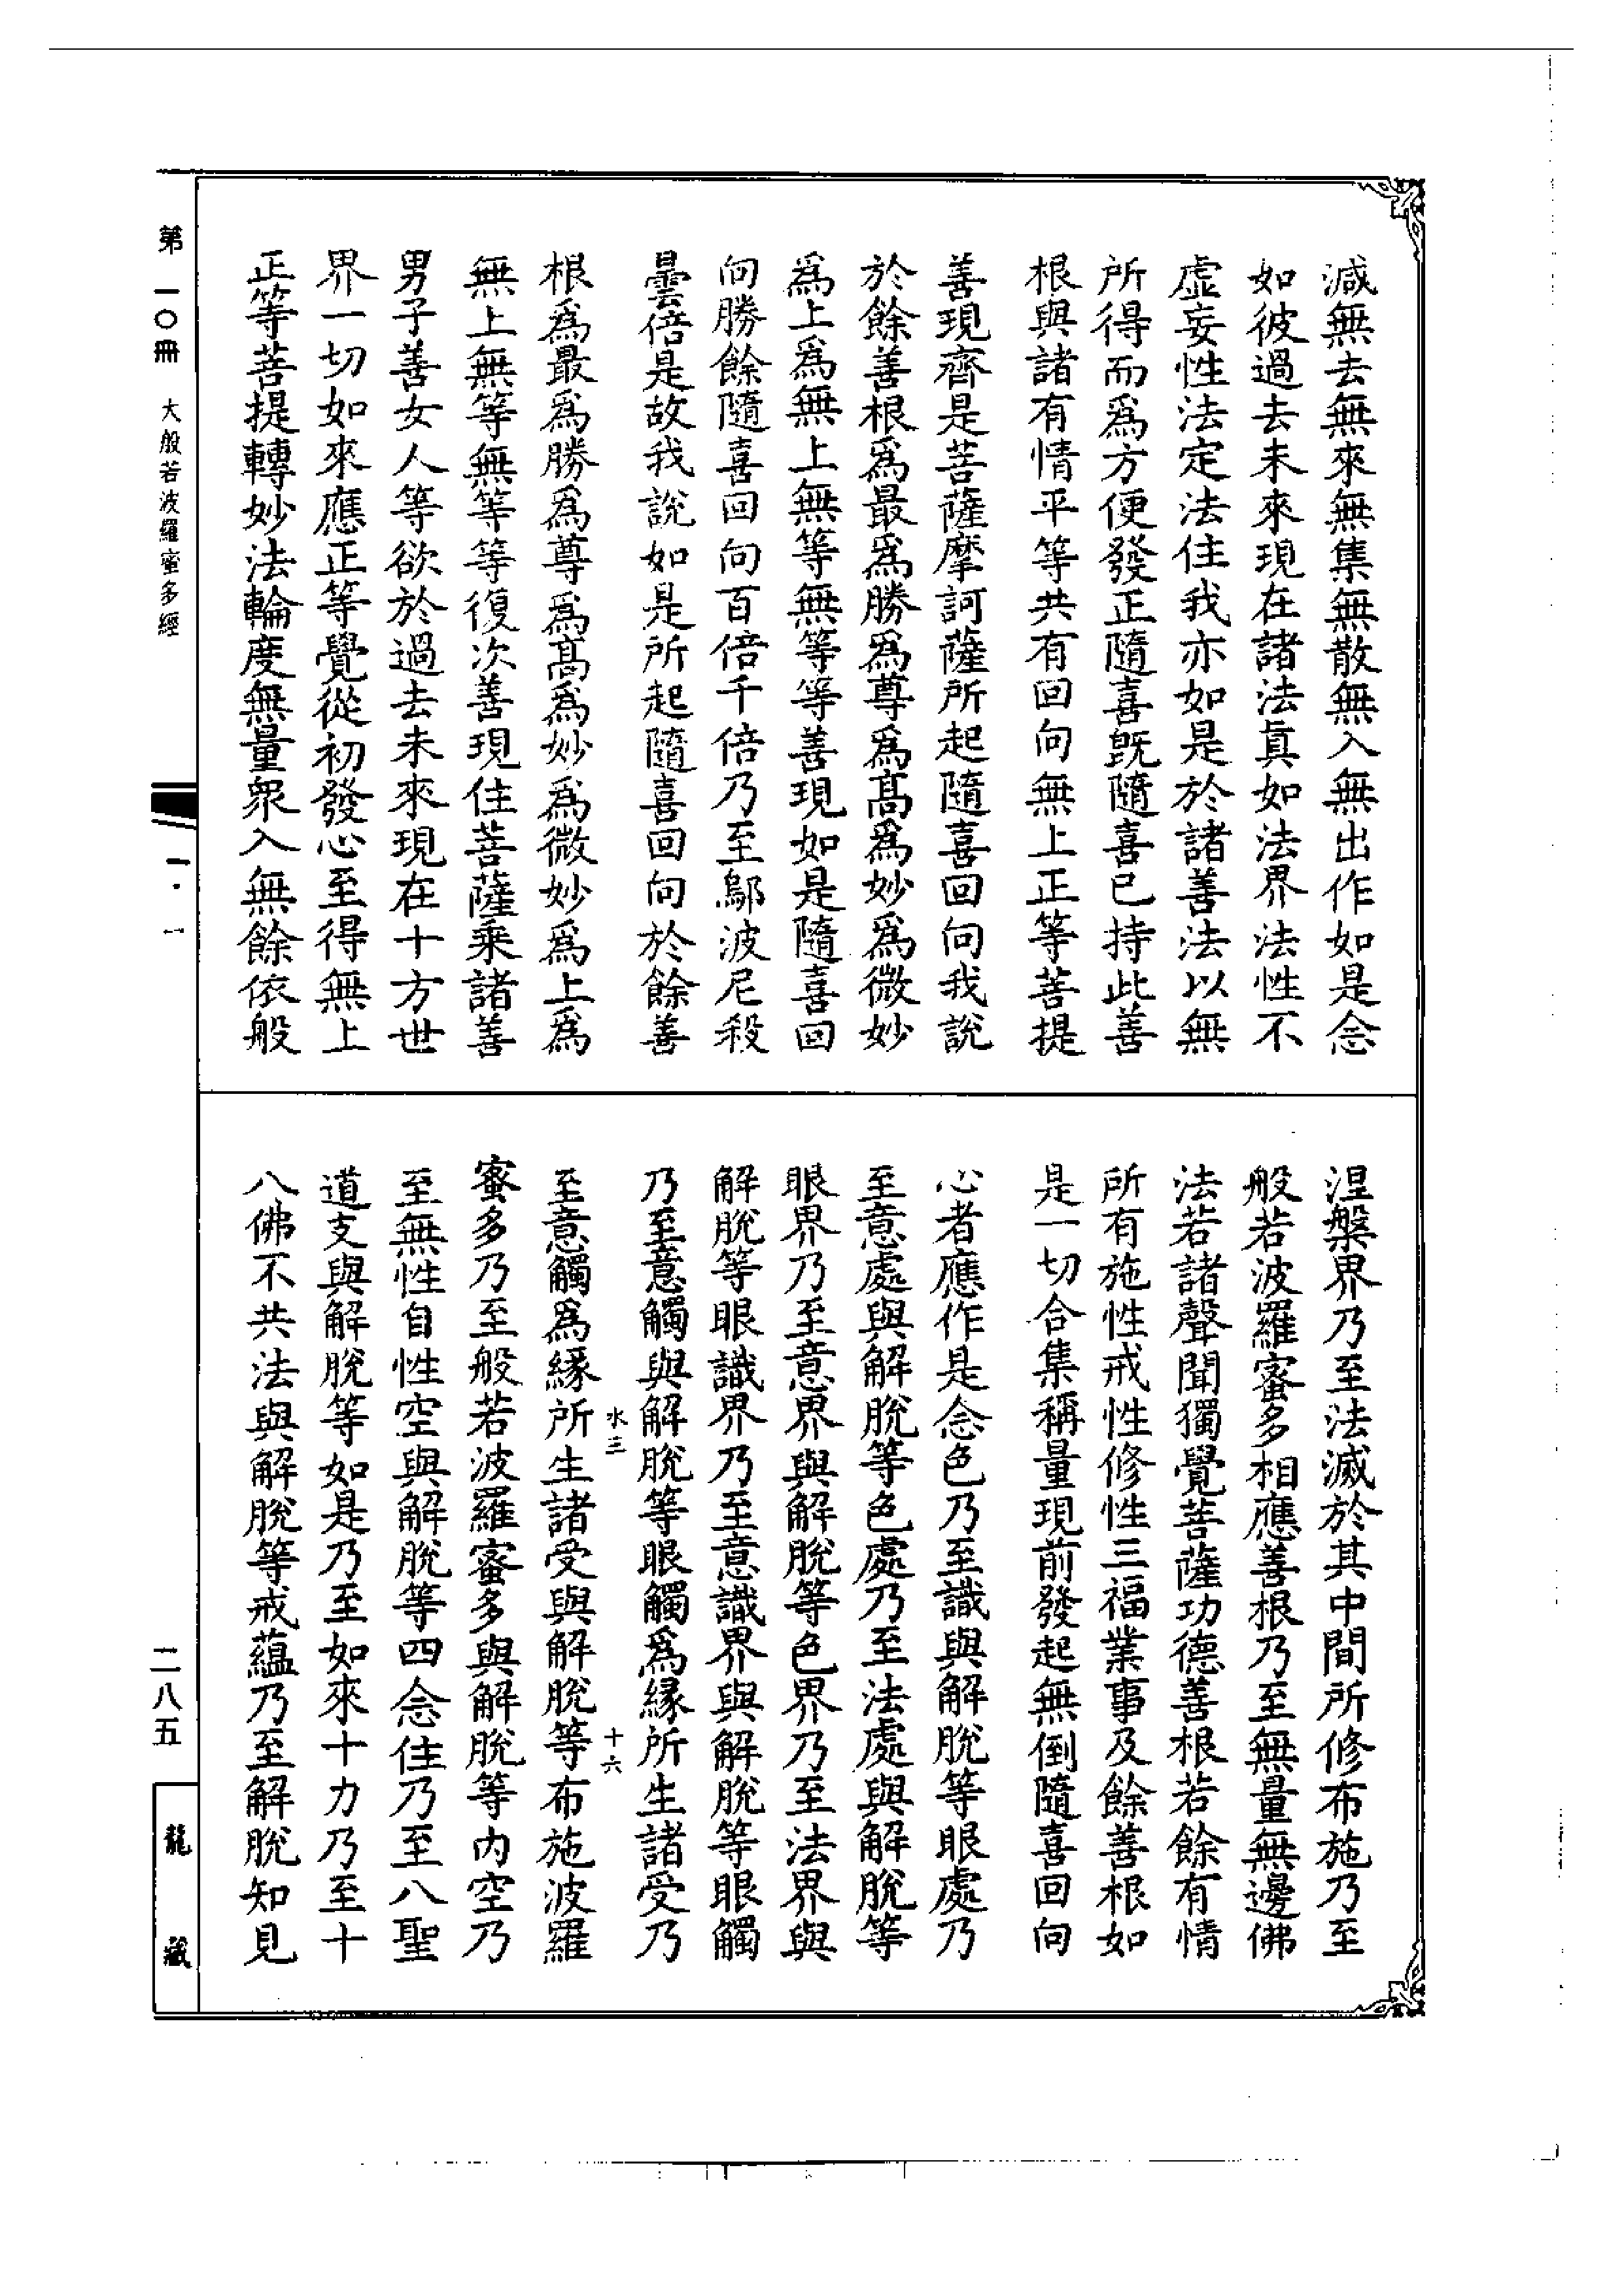 減無去無來無集無散無入無出作如是念
如彼過去未來現在諸法眞如法界法性不
虛妄性法定法住我亦如是於諸善法以無
所得而爲方便發正隨喜旣隨喜已持此善
根與諸有情平等共有回向無上正等菩提
善現齊是菩薩摩訶薩所起隨喜回向我說
於餘善根爲最爲勝爲尊爲髙爲妙爲微妙
爲上爲無上無等無等等善現如是隨喜回
向勝餘隨喜回向百倍千倍乃至鄔波尼殺
曇倍是故我說如是所起隨喜回向於餘善
根爲最爲勝爲尊爲髙爲妙爲微妙爲上爲
無上無等無等等復次善現住菩薩乘諸善
男子善女人等欲於過去未來現在十方世
界一切如來應正等覺從初發心至得無上
正等菩提轉妙法輪度無量眾入無餘依般
涅槃界乃至法滅於其中間所修布施乃至
般若波羅蜜多相應善根乃至無量無邊佛
法若諸聲聞獨覺菩薩功德善根若餘有情
所有施性戒性修性三福業事及餘善根如
是一切合集稱量現前發起無倒隨喜回向
心者應作是念色乃至識與解脫等眼處乃
至意處與解脫等色處乃至法處與解脫等
眼界乃至意界與解脫等色界乃至法界與
解脫等眼識界乃至意識界與解脫等眼觸
乃至意觸與解脫等眼觸爲緣所生諸受乃
水三 十六
至意觸爲緣所生諸受與解脫等布施波羅
蜜多乃至般若波羅蜜多與解脫等內空乃
至無性自性空與解脫等四念住乃至八聖
道支與解脫等如是乃至如來十力乃至十
八佛不共法與解脫等戒蘊乃至解脫知見
第一〇冊 大般若波羅蜜多經
一·一
二八五
龍藏